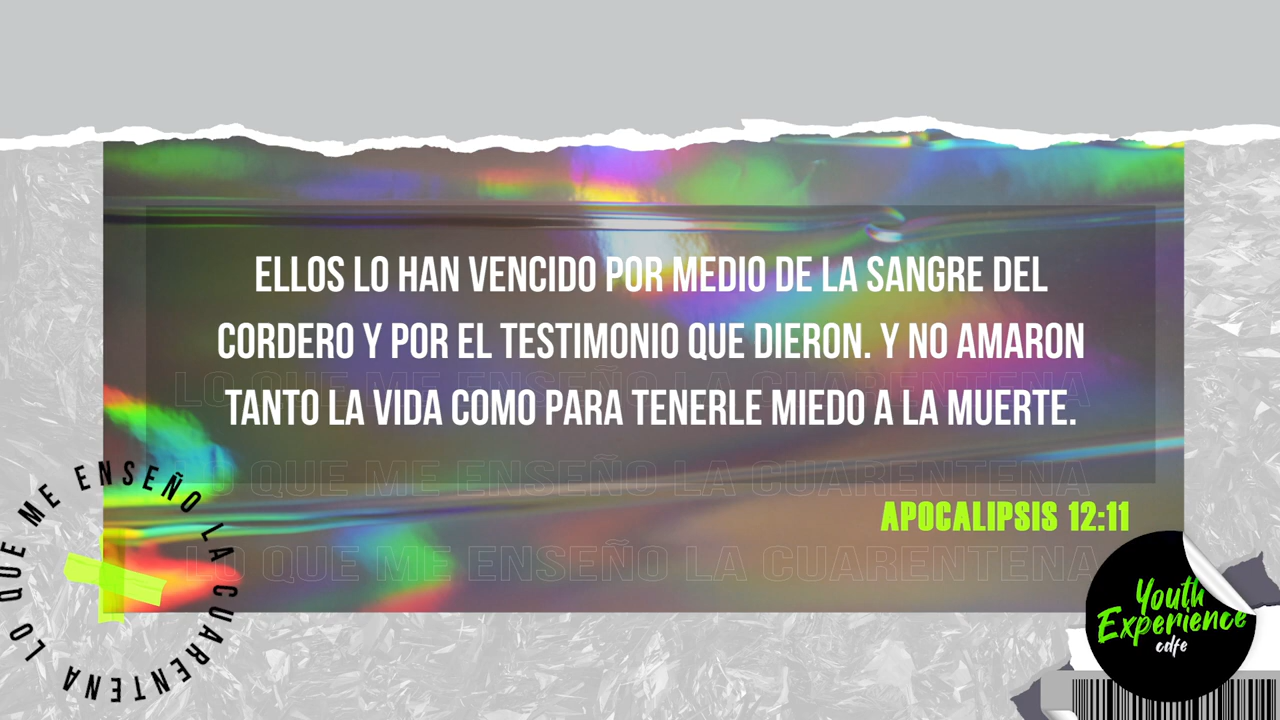 ELLOS LO HAN VENCIDO POR MEDIO DE LA SANGRE DEL
CORDERO Y POR EL TESTIMONIO QUE DIERON. Y NO AMARON
LO QUE ME ENSEÑO LA CUARENTENA
TANTO LA VIDA COMO PARA TENERLE MIEDO A LA MUERTE.
LO QUE ME ENSEÑO LA CUARENTENA
APOCALIPSIS 12:11
LO QUE ME ENSEÑO LA CUARENTENA
LO QUE ME ENSEÑO LA CUARENTENA
Youth
Experience
cdfe